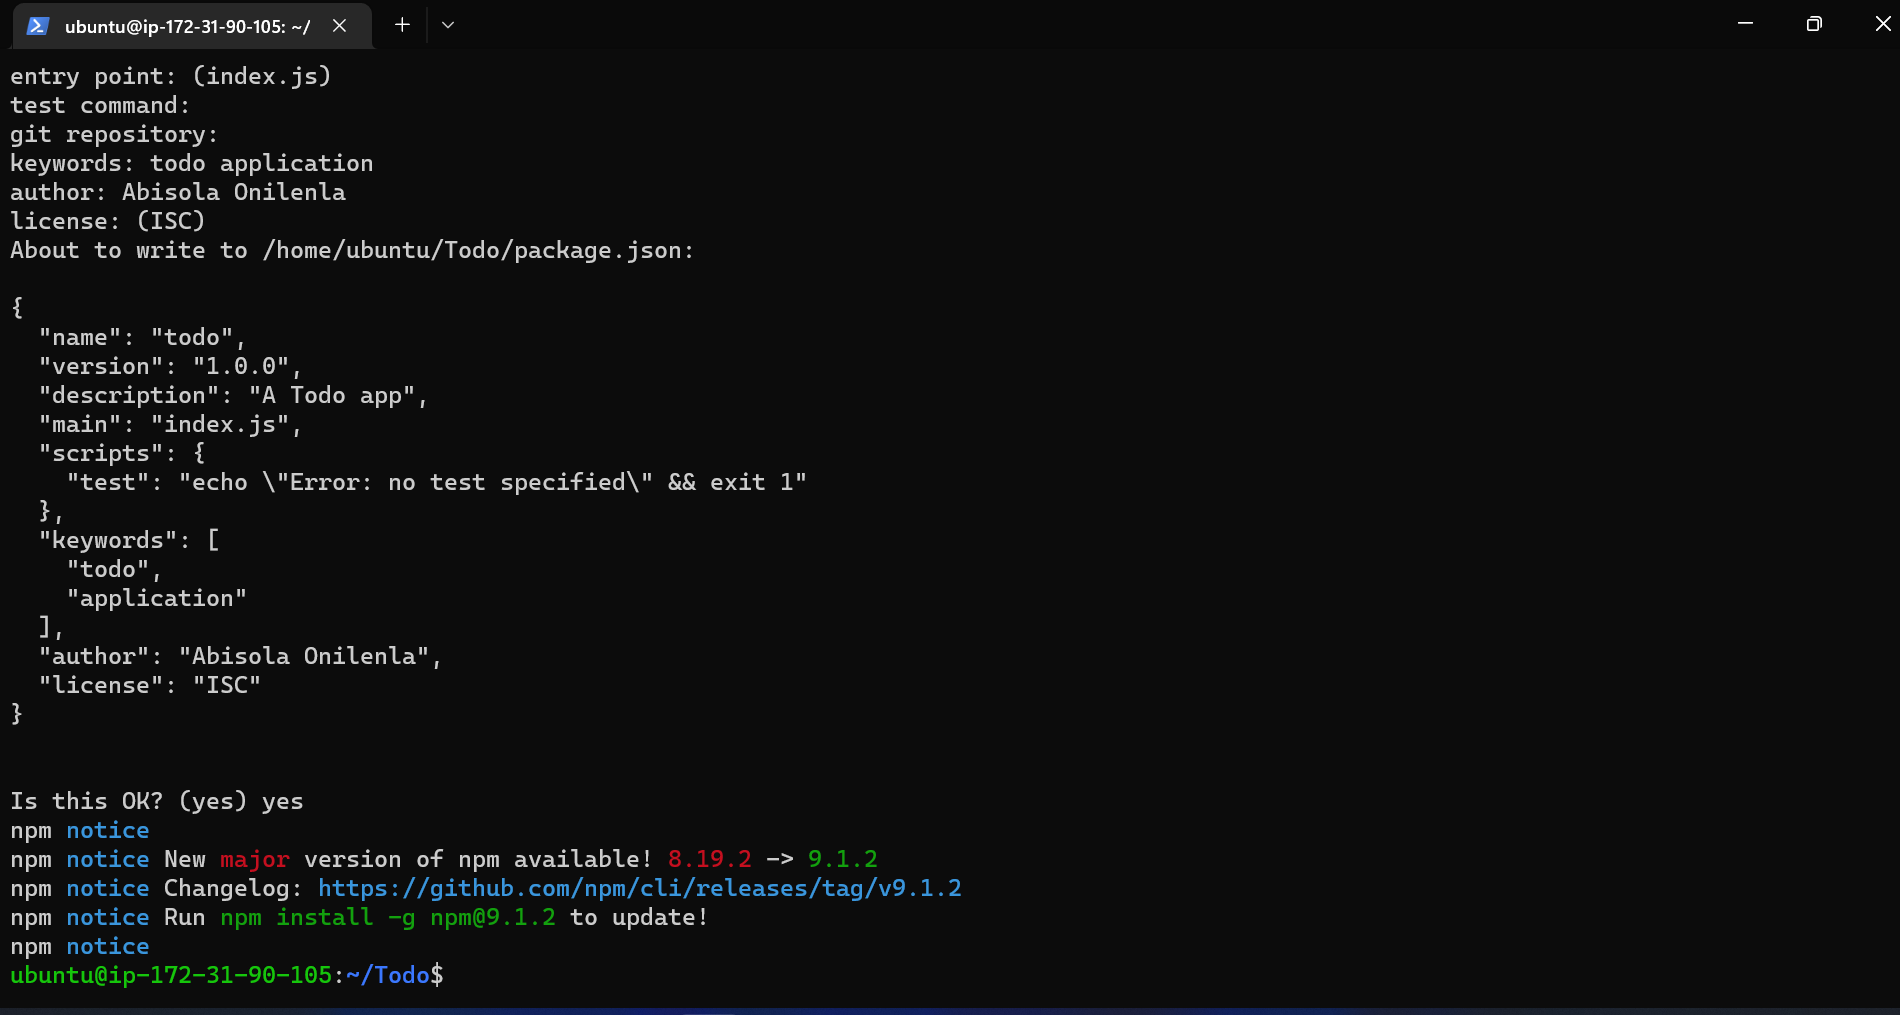 ubuntu@ip-172-31-90-105: ~/
entry point: (index.js)
test command:
git repository:
keywords: todo application
author: Abisola Onilenla
license: (ISC)
About to write to /home/ubuntu/Todo/package.json:
{
  "name": "todo",
  "version": "1.0.0",
  "description": "A Todo app",
  "main": "index.js",
  "scripts": {
    "test": "echo \"Error: no test specified\" && exit 1"
  },
  "keywords": [
    "todo",
    "application"
  ],
  "author": "Abisola Onilenla",
  "license": "ISC"
}
Is this OK? (yes) yes
npm notice
npm notice New major version of npm available! 8.19.2 -> 9.1.2
npm notice Changelog: https://github.com/npm/cli/releases/tag/v9.1.2
npm notice Run npm install -g npm@9.1.2 to update!
npm notice
ubuntu@ip-172-31-90-105:~/Todo$